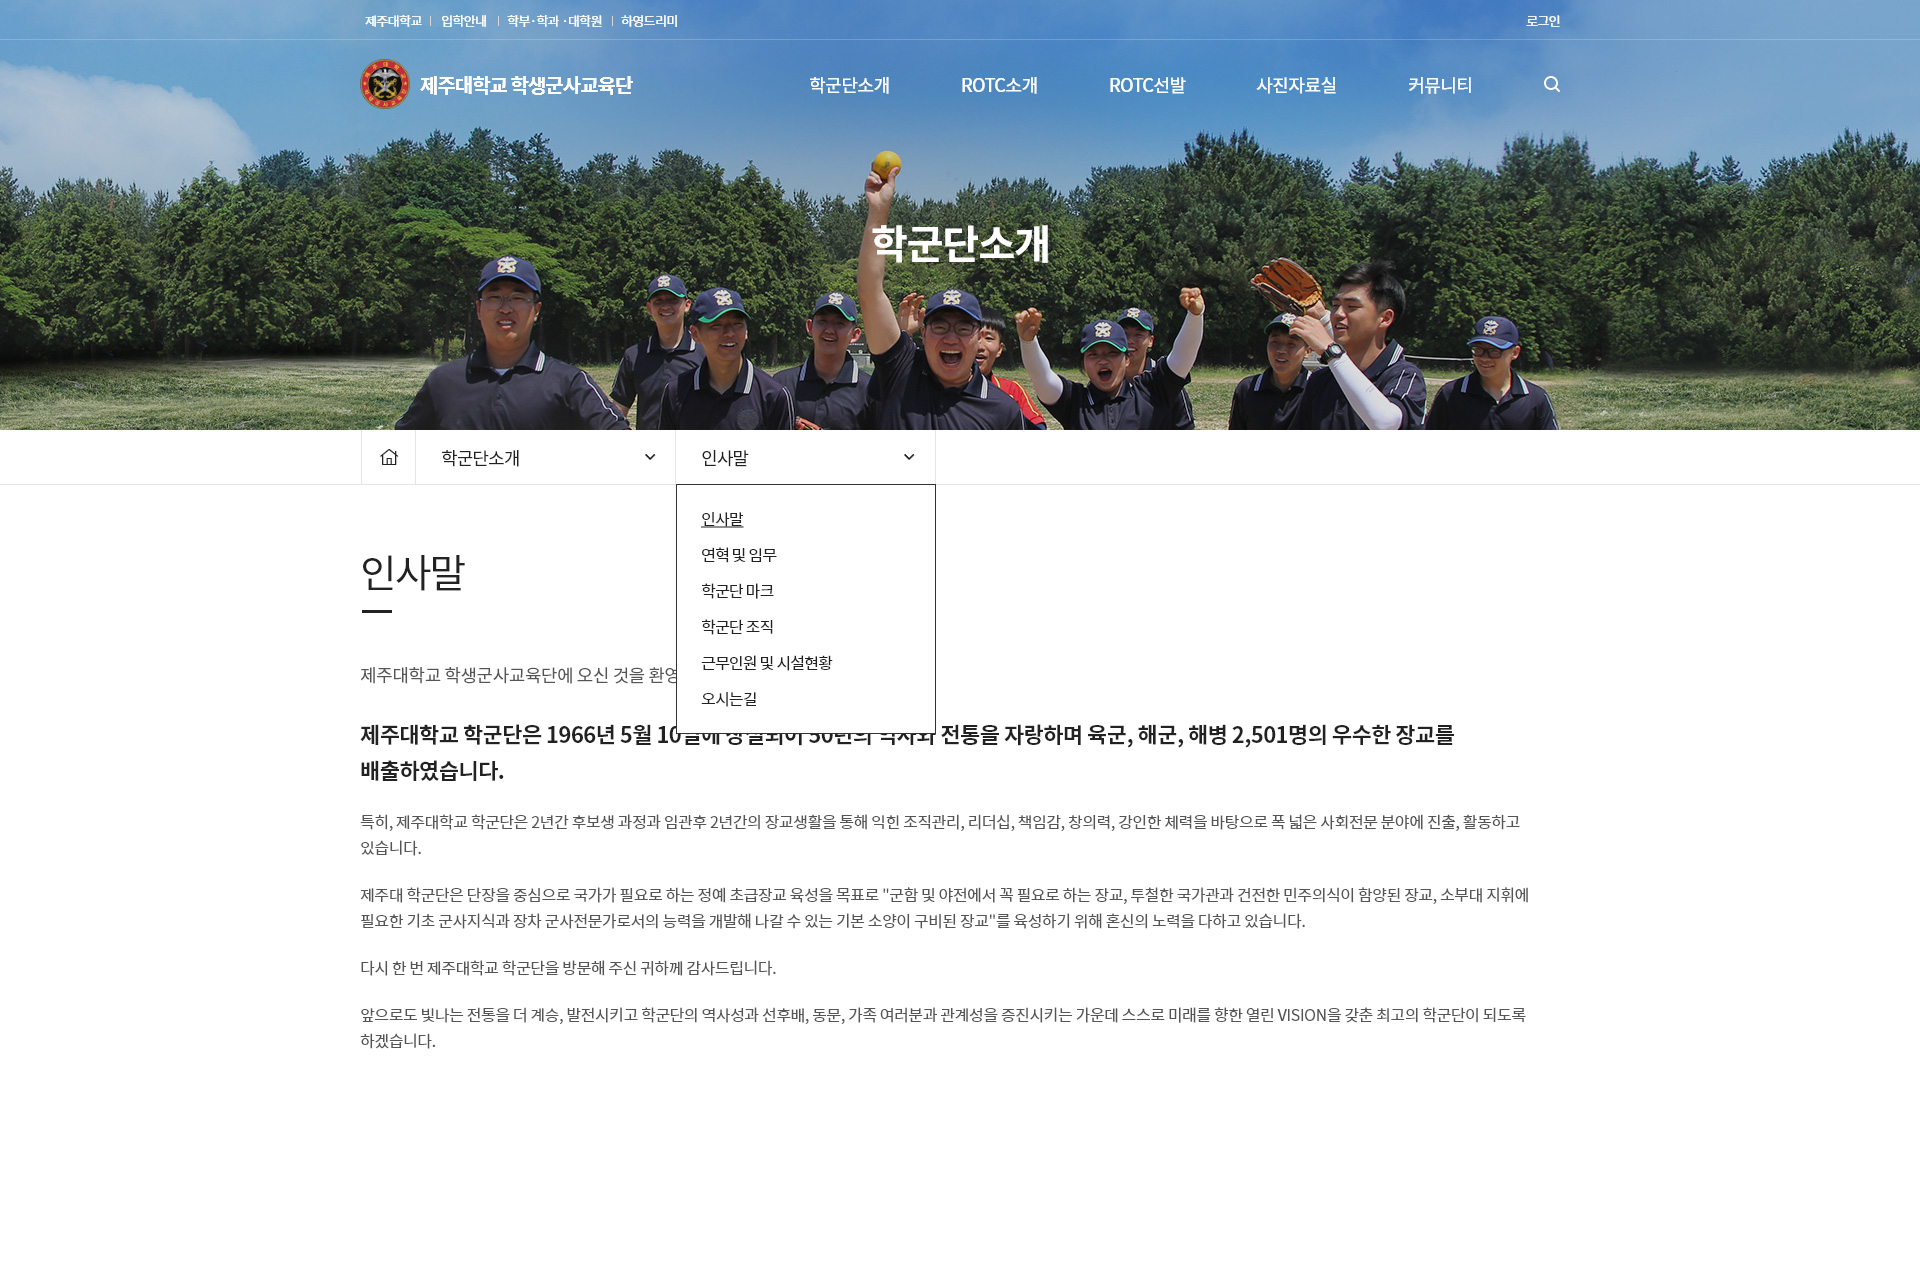 제주대학교 입학안내 학부·학과 ·대학원 하영드리미 로그인
제주대학교 학생군사교육단 학군단소개 ROTC소개 ROTC선발 사진자료실 커뮤니티
학군단소개
학군단소개 인사말
인사말
연혁 및 임무
학군단 마크
학군단 조직
근무인원 및 시설현황
오시는길
인사말
제주대학교 학생군사교육단에 오신 것을 환영
제주대학교 학군단은 1966년 5월 10일에 창설되어 50년의 역사와 전통을 자랑하며 육군, 해군, 해병 2,501명의 우수한 장교를
배출하였습니다.
특히, 제주대학교 학군단은 2년간 후보생 과정과 임관후 2년간의 장교생활을 통해 익힌 조직관리, 리더십, 책임감, 창의력, 강인한 체력을 바탕으로 폭 넓은 사회전문 분야에 진출, 활동하고
있습니다.
제주대 학군단은 단장을 중심으로 국가가 필요로 하는 정예 초급장교 육성을 목표로 "군함 및 야전에서 꼭 필요로 하는 장교, 투철한 국가관과 건전한 민주의식이 함양된 장교, 소부대 지휘에
필요한 기초 군사지식과 장차 군사전문가로서의 능력을 개발해 나갈 수 있는 기본 소양이 구비된 장교"를 육성하기 위해 혼신의 노력을 다하고 있습니다.
다시 한 번 제주대학교 학군단을 방문해 주신 귀하께 감사드립니다.
앞으로도 빛나는 전통을 더 계승, 발전시키고 학군단의 역사성과 선후배, 동문, 가족 여러분과 관계성을 증진시키는 가운데 스스로 미래를 향한 열린 VISION을 갖춘 최고의 학군단이 되도록
하겠습니다.